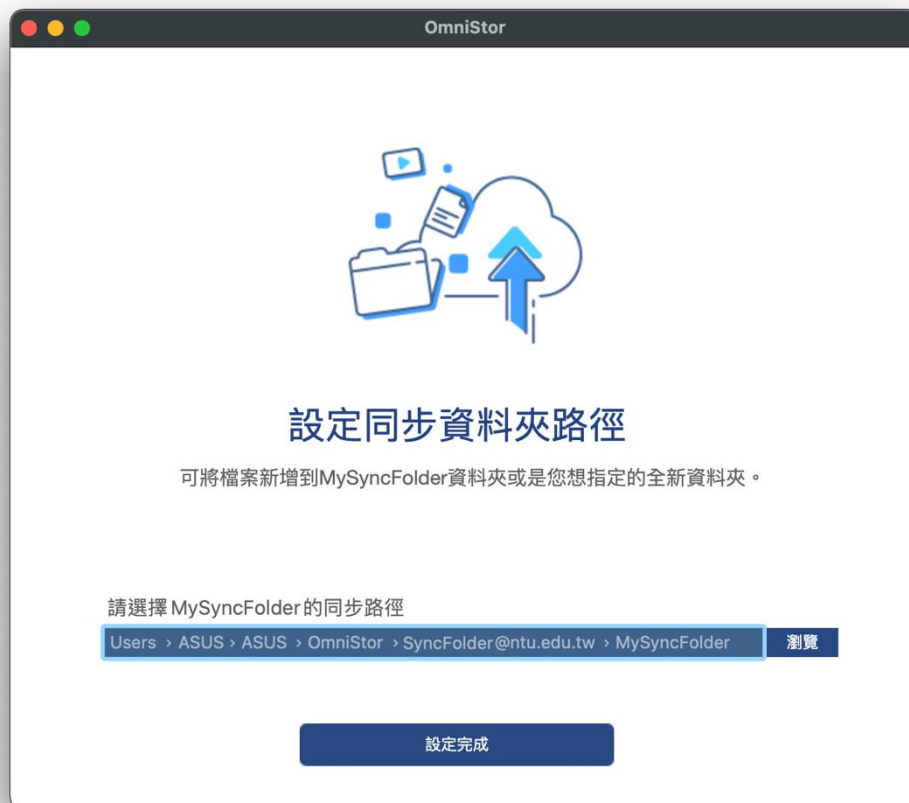 OmniStor
設定同步資料夾路徑
可將檔案新增到MySyncFolder資料夾或是您想指定的全新資料夾。
請選擇MySyncFolder的同步路徑
Users › ASUS › ASUS › OmniStor › SyncFolder@ntu.edu.tw › MySyncFolder 瀏覽
設定完成